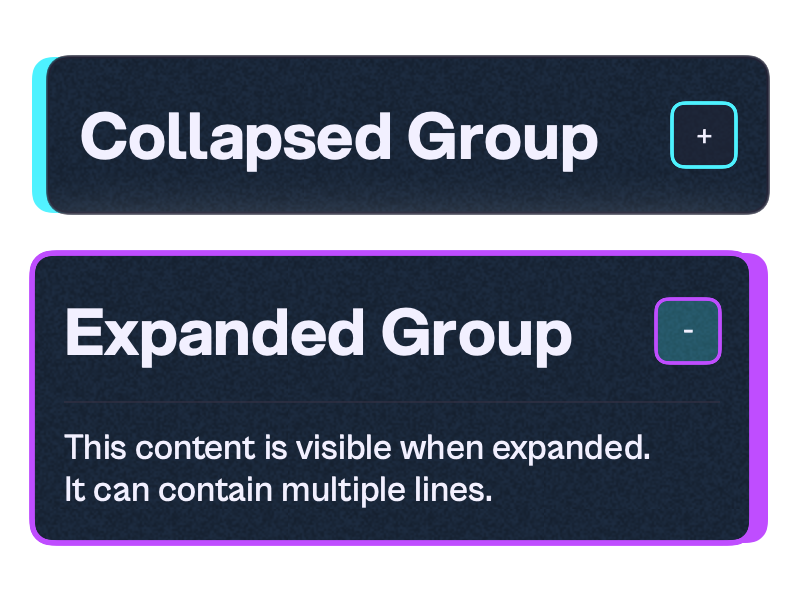 Collapsed Group
+
Expanded Group
-
This content is visible when expanded.
It can contain multiple lines.